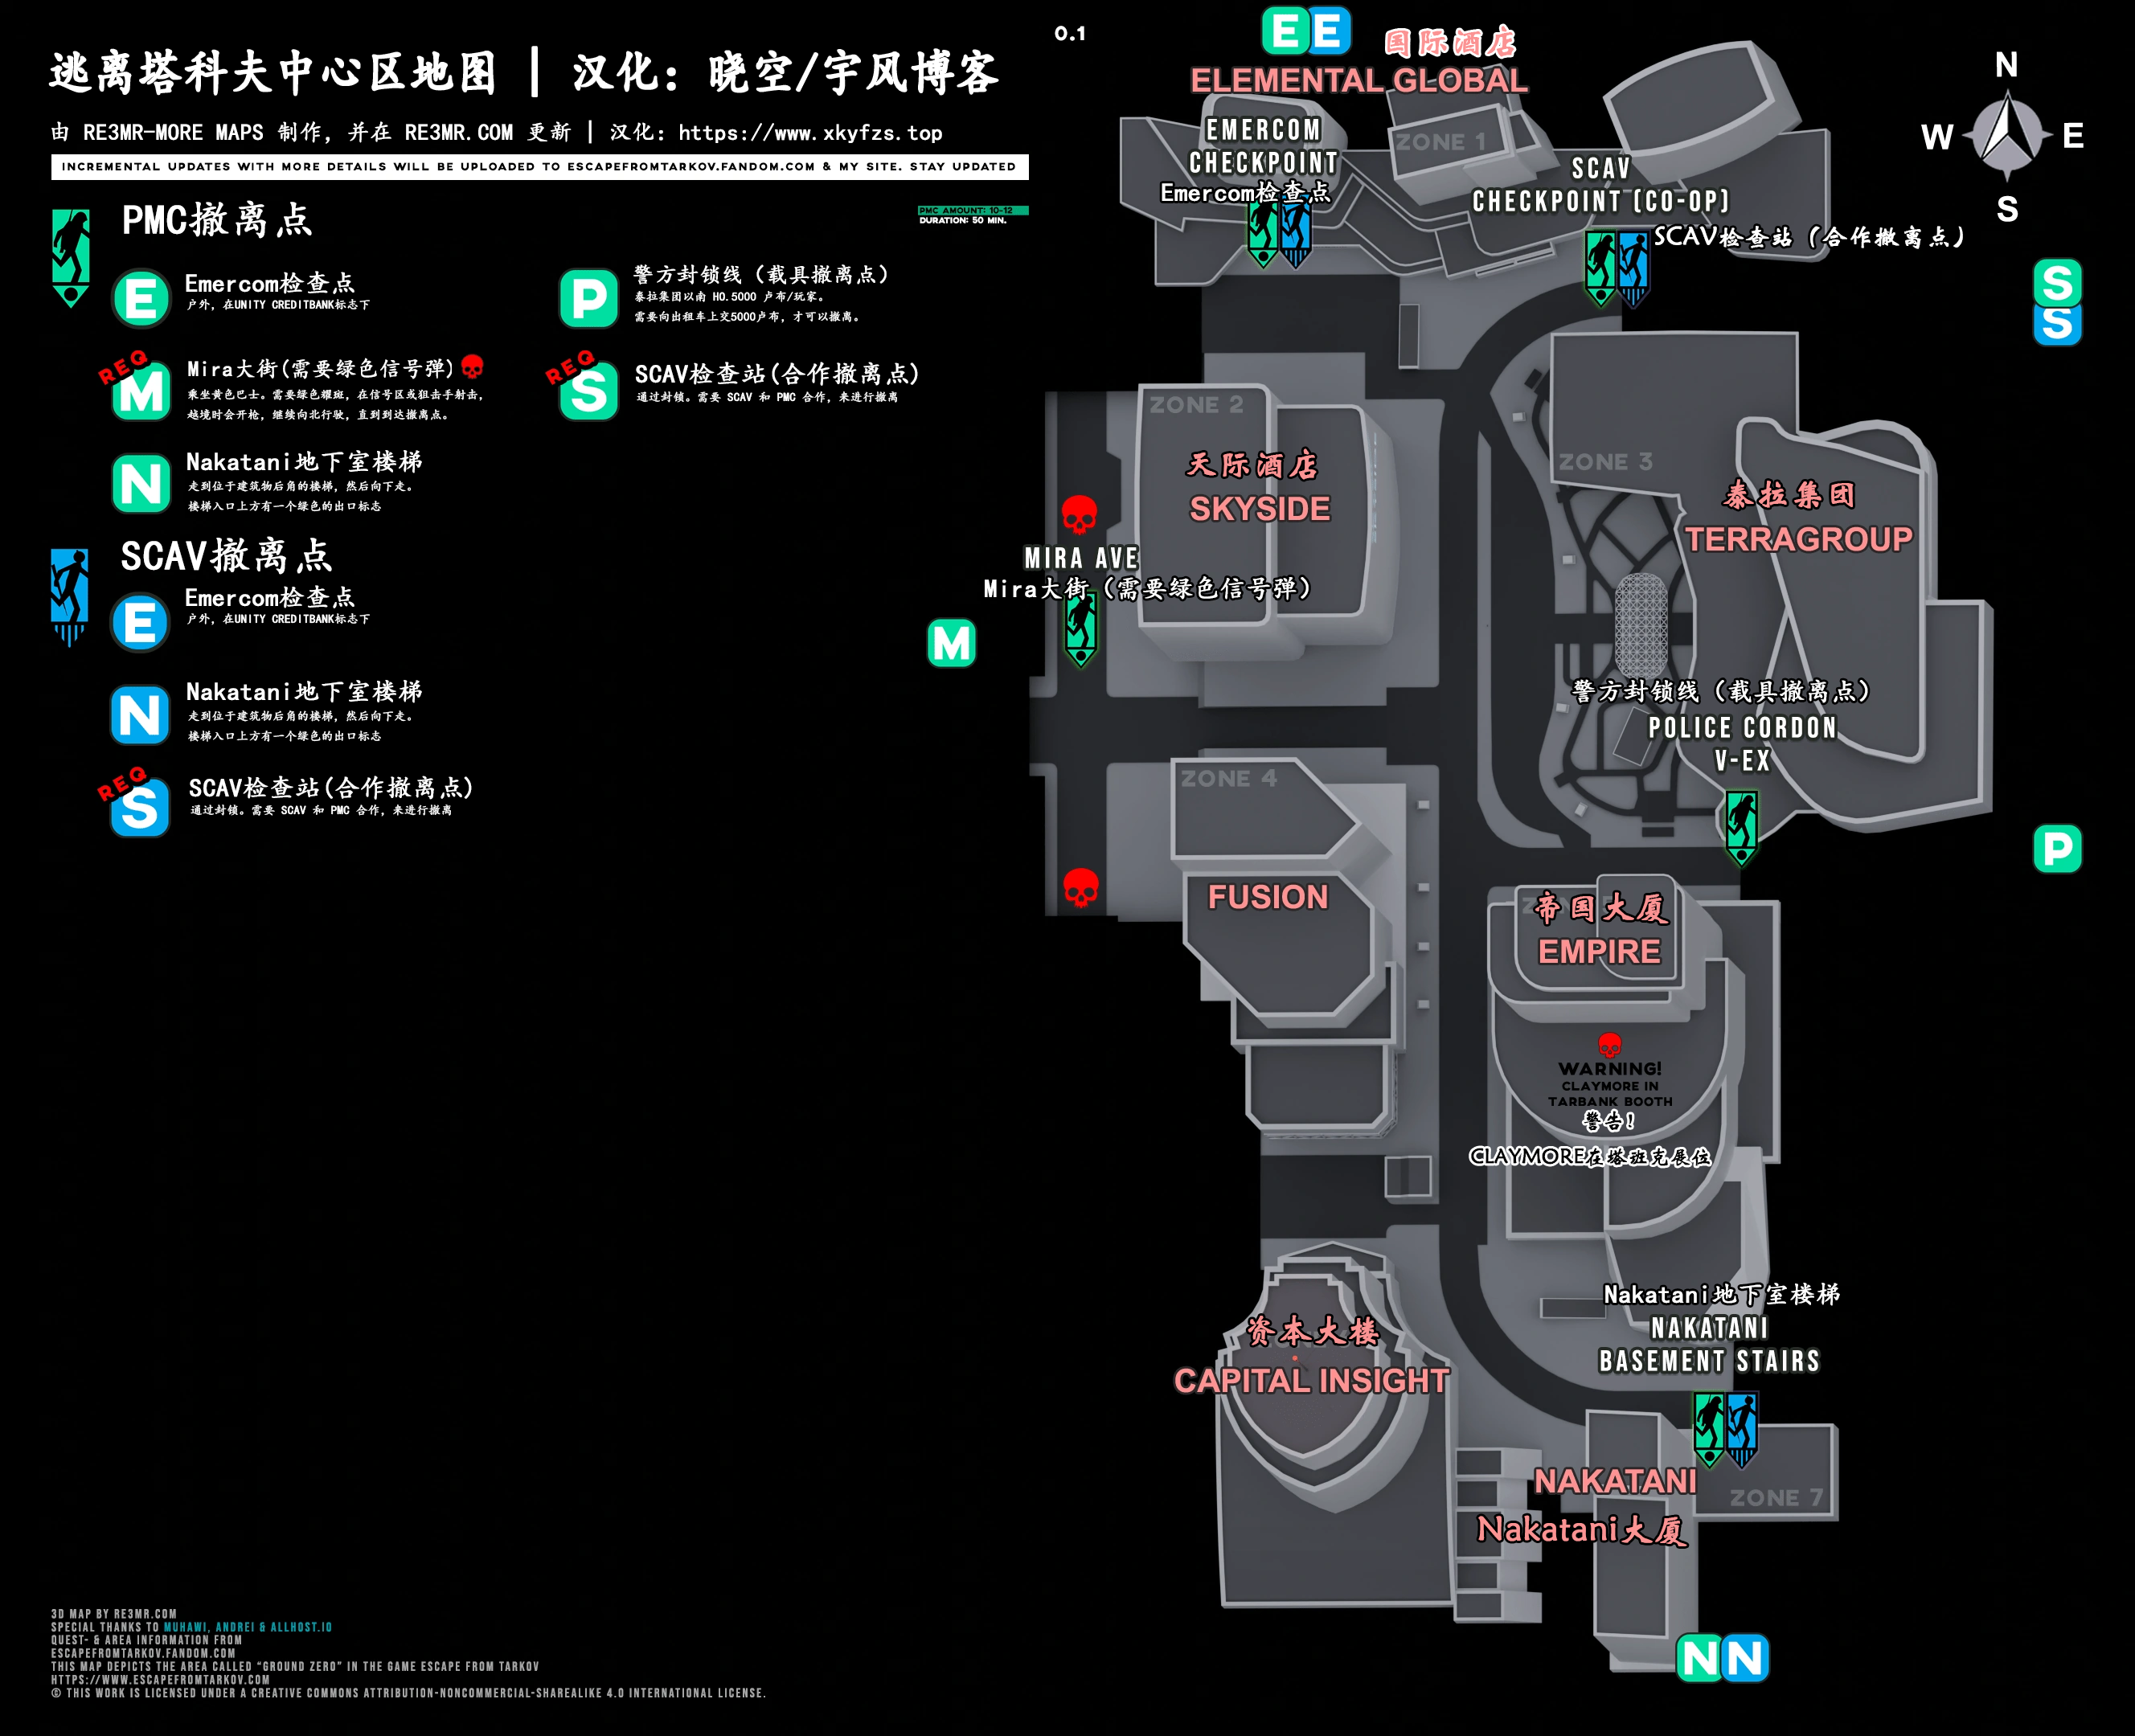 逃离塔科夫中心区地图 | 汉化：晓空/宇风博客
由 RE3MR-MORE MAPS 制作，并在 RE3MR.COM 更新 | 汉化：https://www.xkyfzs.top
INCREMENTAL UPDATES WITH MORE DETAILS WILL BE UPLOADED TO ESCAPEFROMTARKOV.FANDOM.COM & MY SITE. STAY UPDATED
PMC AMOUNT: 10-12
DURATION: 50 MIN.
PMC撤离点
E
Emercom检查点
户外，在UNITY CREDITBANK标志下
REQ
M
Mira大街(需要绿色信号弹)
乘坐黄色巴士。需要绿色耀斑，在信号区或狙击手射击，
越境时会开枪，继续向北行驶，直到到达撤离点。
N
Nakatani地下室楼梯
走到位于建筑物后角的楼梯，然后向下走。
楼梯入口上方有一个绿色的出口标志
P
警方封锁线（载具撤离点）
泰拉集团以南 H0.5000 卢布/玩家。
需要向出租车上交5000卢布，才可以撤离。
REQ
S
SCAV检查站(合作撤离点)
通过封锁。需要 SCAV 和 PMC 合作，来进行撤离
SCAV撤离点
E
Emercom检查点
户外，在UNITY CREDITBANK标志下
N
Nakatani地下室楼梯
走到位于建筑物后角的楼梯，然后向下走。
楼梯入口上方有一个绿色的出口标志
REQ
S
SCAV检查站(合作撤离点)
通过封锁。需要 SCAV 和 PMC 合作，来进行撤离
3D MAP BY RE3MR.COM
SPECIAL THANKS TO MUHAWI, ANDREI & ALLHOST.IO
QUEST- & AREA INFORMATION FROM
ESCAPEFROMTARKOV.FANDOM.COM
THIS MAP DEPICTS THE AREA CALLED “GROUND ZERO” IN THE GAME ESCAPE FROM TARKOV
HTTPS://WWW.ESCAPEFROMTARKOV.COM
© THIS WORK IS LICENSED UNDER A CREATIVE COMMONS ATTRIBUTION-NONCOMMERCIAL-SHAREALIKE 4.0 INTERNATIONAL LICENSE.
0.1
E E
国际酒店
ELEMENTAL GLOBAL
N
W E
S
EMERCOM
CHECKPOINT
Emercom检查点
ZONE 1
SCAV
CHECKPOINT (CO-OP)
SCAV检查站（合作撤离点）
S
S
ZONE 2
天际酒店
SKYSIDE
ZONE 3
泰拉集团
TERRAGROUP
MIRA AVE
Mira大街（需要绿色信号弹）
M
警方封锁线（载具撤离点）
POLICE CORDON
V-EX
P
ZONE 4
FUSION
帝国大厦
EMPIRE
WARNING!
CLAYMORE IN
TARBANK BOOTH
警告！
CLAYMORE在塔班克展位
资本大楼
CAPITAL INSIGHT
Nakatani地下室楼梯
NAKATANI
BASEMENT STAIRS
NAKATANI
ZONE 7
Nakatani大厦
N N